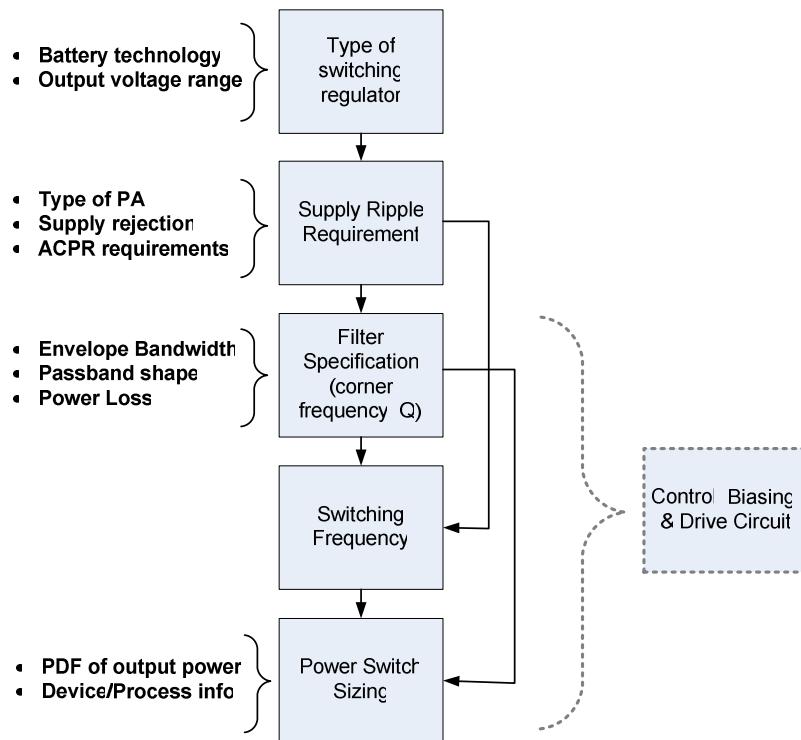 • Battery technology
• Output voltage range
Type of
switching
regulator
• Type of PA
• Supply rejection
• ACPR requirements
Supply Ripple
Requirement
• Envelope Bandwidth
• Passband shape
• Power Loss
Filter
Specification
(corner
frequency Q)
Switching
Frequency
Control Biasing
& Drive Circuit
• PDF of output power
• Device/Process info
Power Switch
Sizing